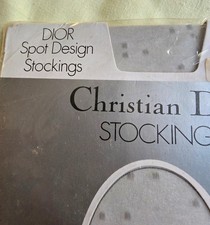 DIOR
Spot Design
Stockings
Christian D
STOCKING